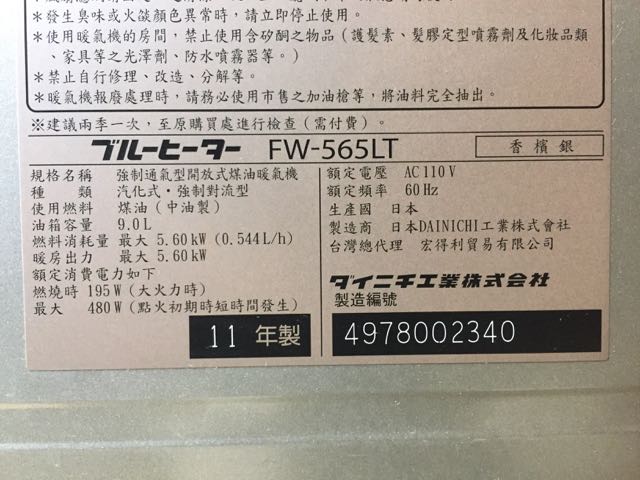 *發生臭味或火燄顏色異常時，請立即停止使用。
*使用暖氣機的房間，禁止使用含矽酮之物品（護髮素、髮膠定型噴霧劑及化妝品類
、家具等之光澤劑、防水噴霧器等。）
*禁止自行修理、改造、分解等。
*暖氣機報廢處理時，請務必使用市售之加油槍等，將油料完全抽出。
※建議兩季一次，至原購買處進行檢查（需付費）。
ブルーヒーター FW-565LT
香檳銀
規格名稱 強制通氣型開放式煤油暖氣機
種類 汽化式・強制對流型
使用燃料 煤油（中油製）
油箱容量 9.0L
燃料消耗量 最大 5.60kW (0.544L/h)
暖房出力 最大 5.60kW
額定消費電力如下
燃燒時 195W（大火力時）
最大 480W（點火初期時短時間發生）
11 年製
額定電壓 AC110V
額定頻率 60Hz
生產國 日本
製造商 日本DAINICHI工業株式會社
台灣總代理 宏得利貿易有限公司
ダイニチ工業株式会社
製造編號
4978002340